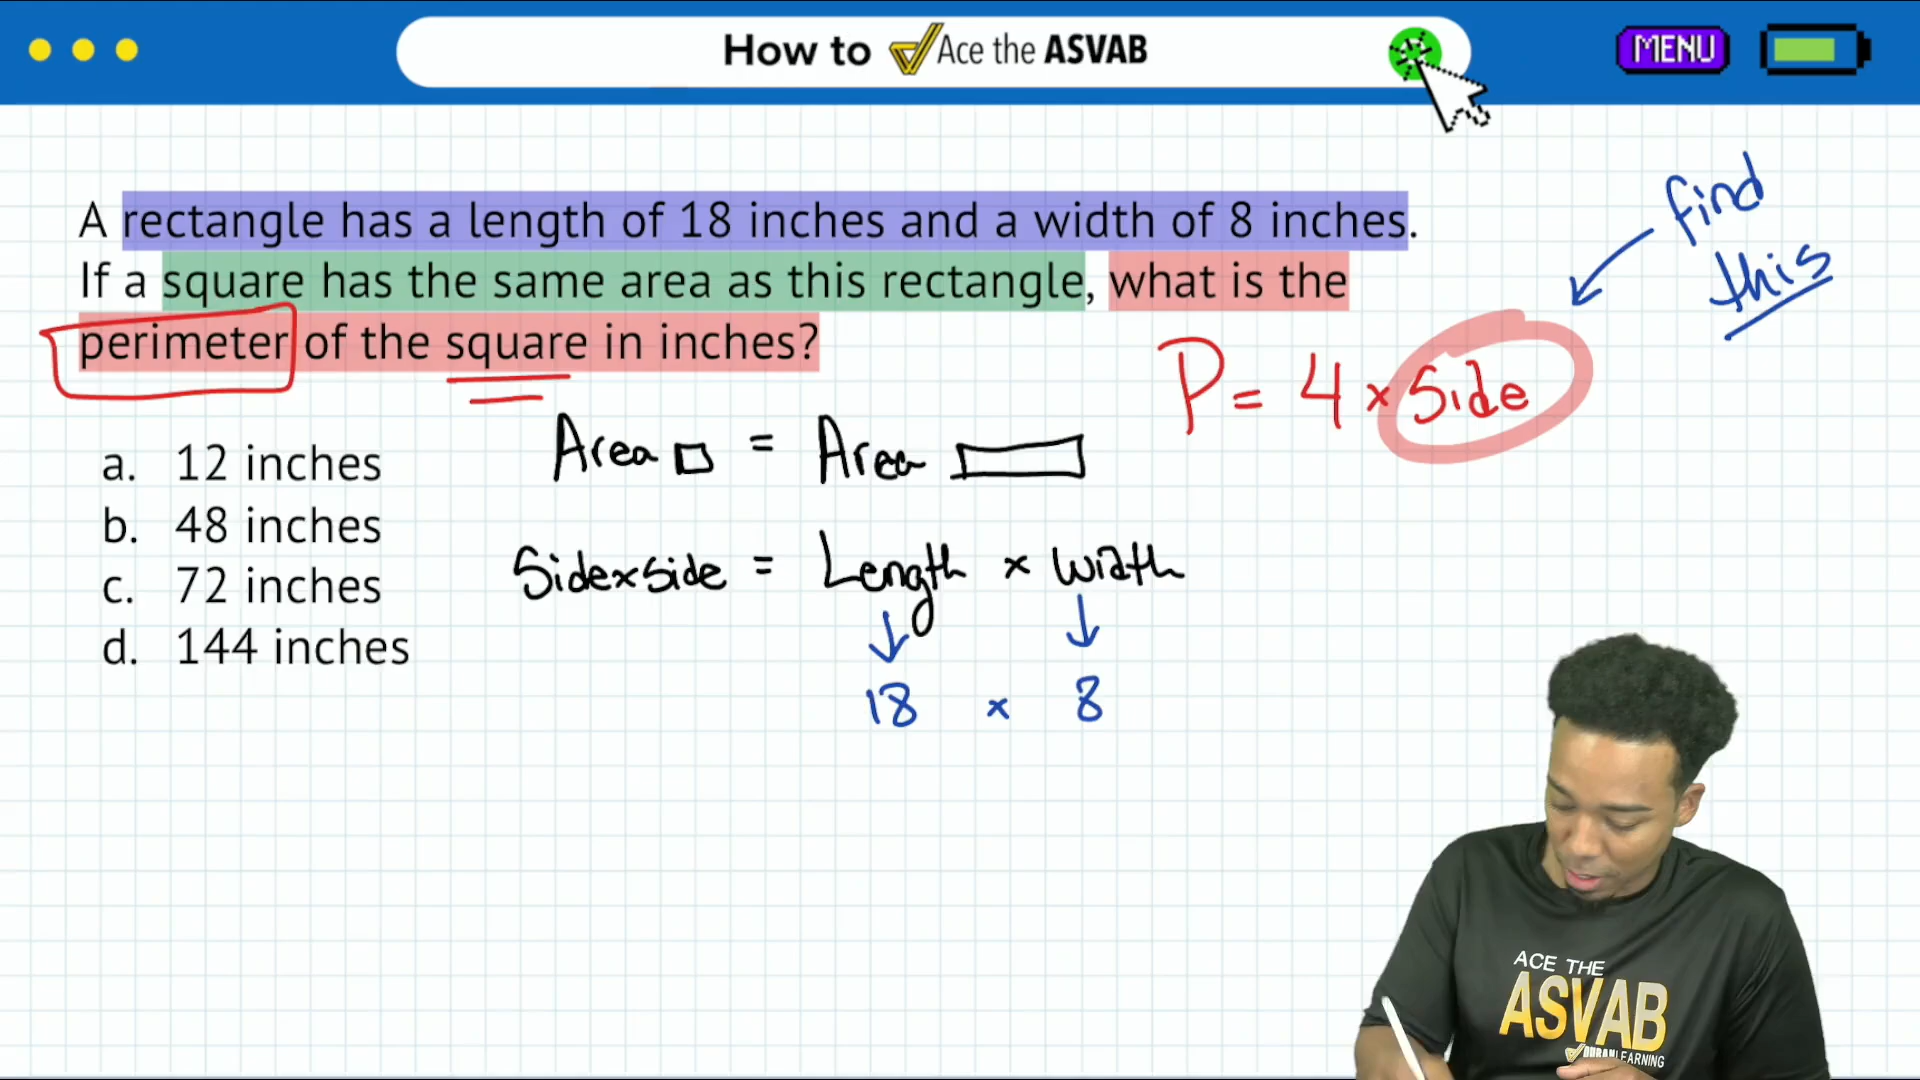 How to Ace the ASVAB
MENU
A rectangle has a length of 18 inches and a width of 8 inches.
If a square has the same area as this rectangle, what is the
perimeter of the square in inches?
find
this
P = 4 × Side
a. 12 inches
b. 48 inches
c. 72 inches
d. 144 inches
Area = Area
Side×side = Length × width
18 × 8
ACE THE
ASVAB
DURAN LEARNING